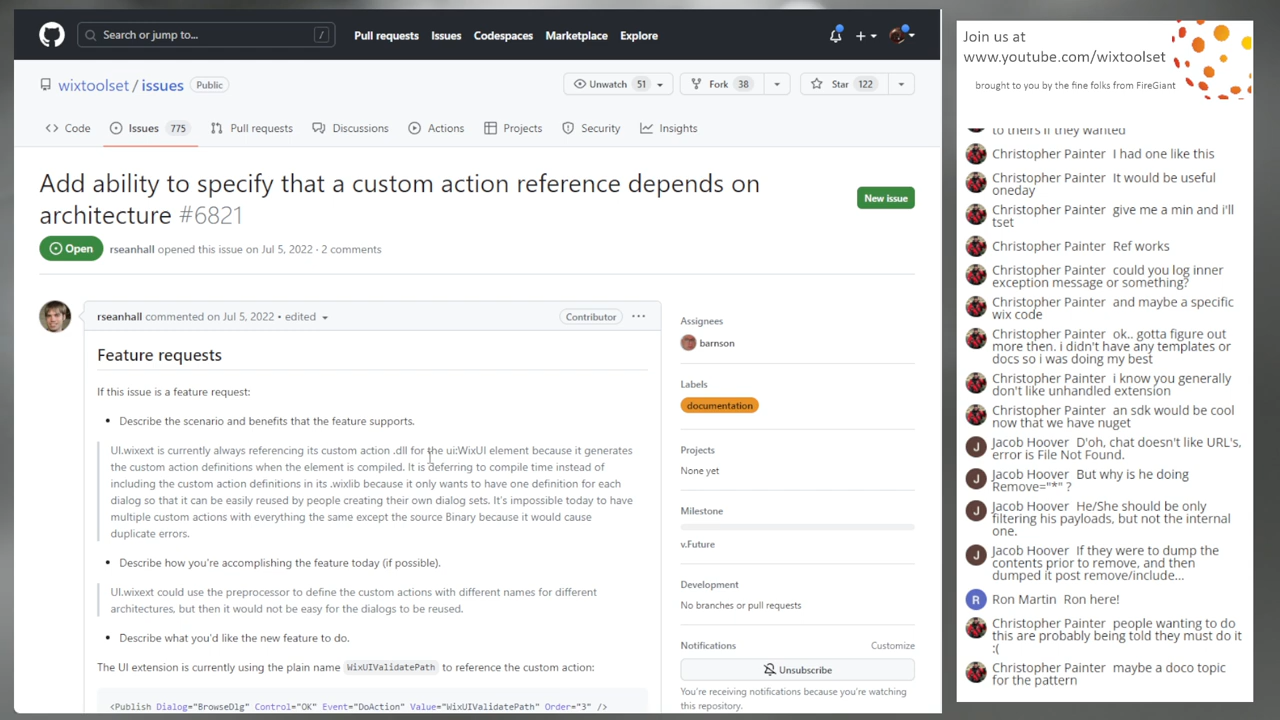 Search or jump to...
/
Pull requests
Issues
Codespaces
Marketplace
Explore
wixtoolset / issues
Public
Unwatch 51
Fork 38
Star 122
Code
Issues 775
Pull requests
Discussions
Actions
Projects
Security
Insights
Add ability to specify that a custom action reference depends on
architecture #6821
New issue
Open
rseanhall opened this issue on Jul 5, 2022 · 2 comments
rseanhall commented on Jul 5, 2022 • edited
Contributor
Feature requests
If this issue is a feature request:
• Describe the scenario and benefits that the feature supports.
UI.wixext is currently always referencing its custom action .dll for the ui:WixUI element because it generates
the custom action definitions when the element is compiled. It is deferring to compile time instead of
including the custom action definitions in its .wixlib because it only wants to have one definition for each
dialog so that it can be easily reused by people creating their own dialog sets. It's impossible today to have
multiple custom actions with everything the same except the source Binary because it would cause
duplicate errors.
• Describe how you're accomplishing the feature today (if possible).
UI.wixext could use the preprocessor to define the custom actions with different names for different
architectures, but then it would not be easy for the dialogs to be reused.
• Describe what you'd like the new feature to do.
The UI extension is currently using the plain name WixUIValidatePath to reference the custom action:
<Publish Dialog="BrowseDlg" Control="OK" Event="DoAction" Value="WixUIValidatePath" Order="3" />
Assignees
barnson
Labels
documentation
Projects
None yet
Milestone
v.Future
Development
No branches or pull requests
Notifications
Customize
Unsubscribe
You're receiving notifications because you're watching
this repository.
Join us at
www.youtube.com/wixtoolset
brought to you by the fine folks from FireGiant
to theirs if they wanted
Christopher Painter I had one like this
Christopher Painter It would be useful
oneday
Christopher Painter give me a min and i'll
tset
Christopher Painter Ref works
Christopher Painter could you log inner
exception message or something?
Christopher Painter and maybe a specific
wix code
Christopher Painter ok.. gotta figure out
more then. i didn't have any templates or
docs so i was doing my best
Christopher Painter i know you generally
don't like unhandled extension
Christopher Painter an sdk would be cool
now that we have nuget
Jacob Hoover D'oh, chat doesn't like URL's,
error is File Not Found.
Jacob Hoover But why is he doing
Remove="*" ?
Jacob Hoover He/She should be only
filtering his payloads, but not the internal
one.
Jacob Hoover If they were to dump the
contents prior to remove, and then
dumped it post remove/include...
Ron Martin Ron here!
Christopher Painter people wanting to do
this are probably being told they must do it
:(
Christopher Painter maybe a doco topic
for the pattern